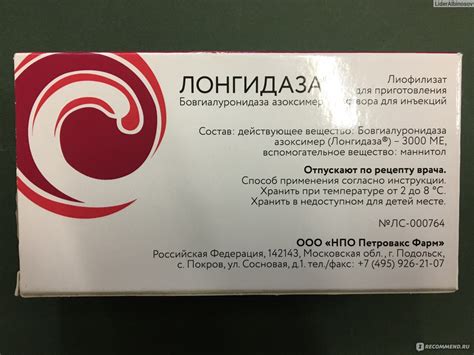 LiderAlbinosov
ЛОНГИДАЗА®
Лиофилизат
для приготовления
Бовгиалуронидаза азоксимер раствора для инъекций
Состав: действующее вещество: Бовгиалуронидаза
азоксимер (Лонгидаза®) – 3000 МЕ,
вспомогательное вещество: маннитол
Отпускают по рецепту врача.
Способ применения согласно инструкции.
Хранить при температуре от 2 до 8 °С.
Хранить в недоступном для детей месте.
№ЛС-000764
ООО «НПО Петровакс Фарм»
Российская Федерация, 142143, Московская обл., г. Подольск,
с. Покров, ул. Сосновая, д.1. тел./факс: +7 (495) 926-21-07
IRECOMMEND.RU